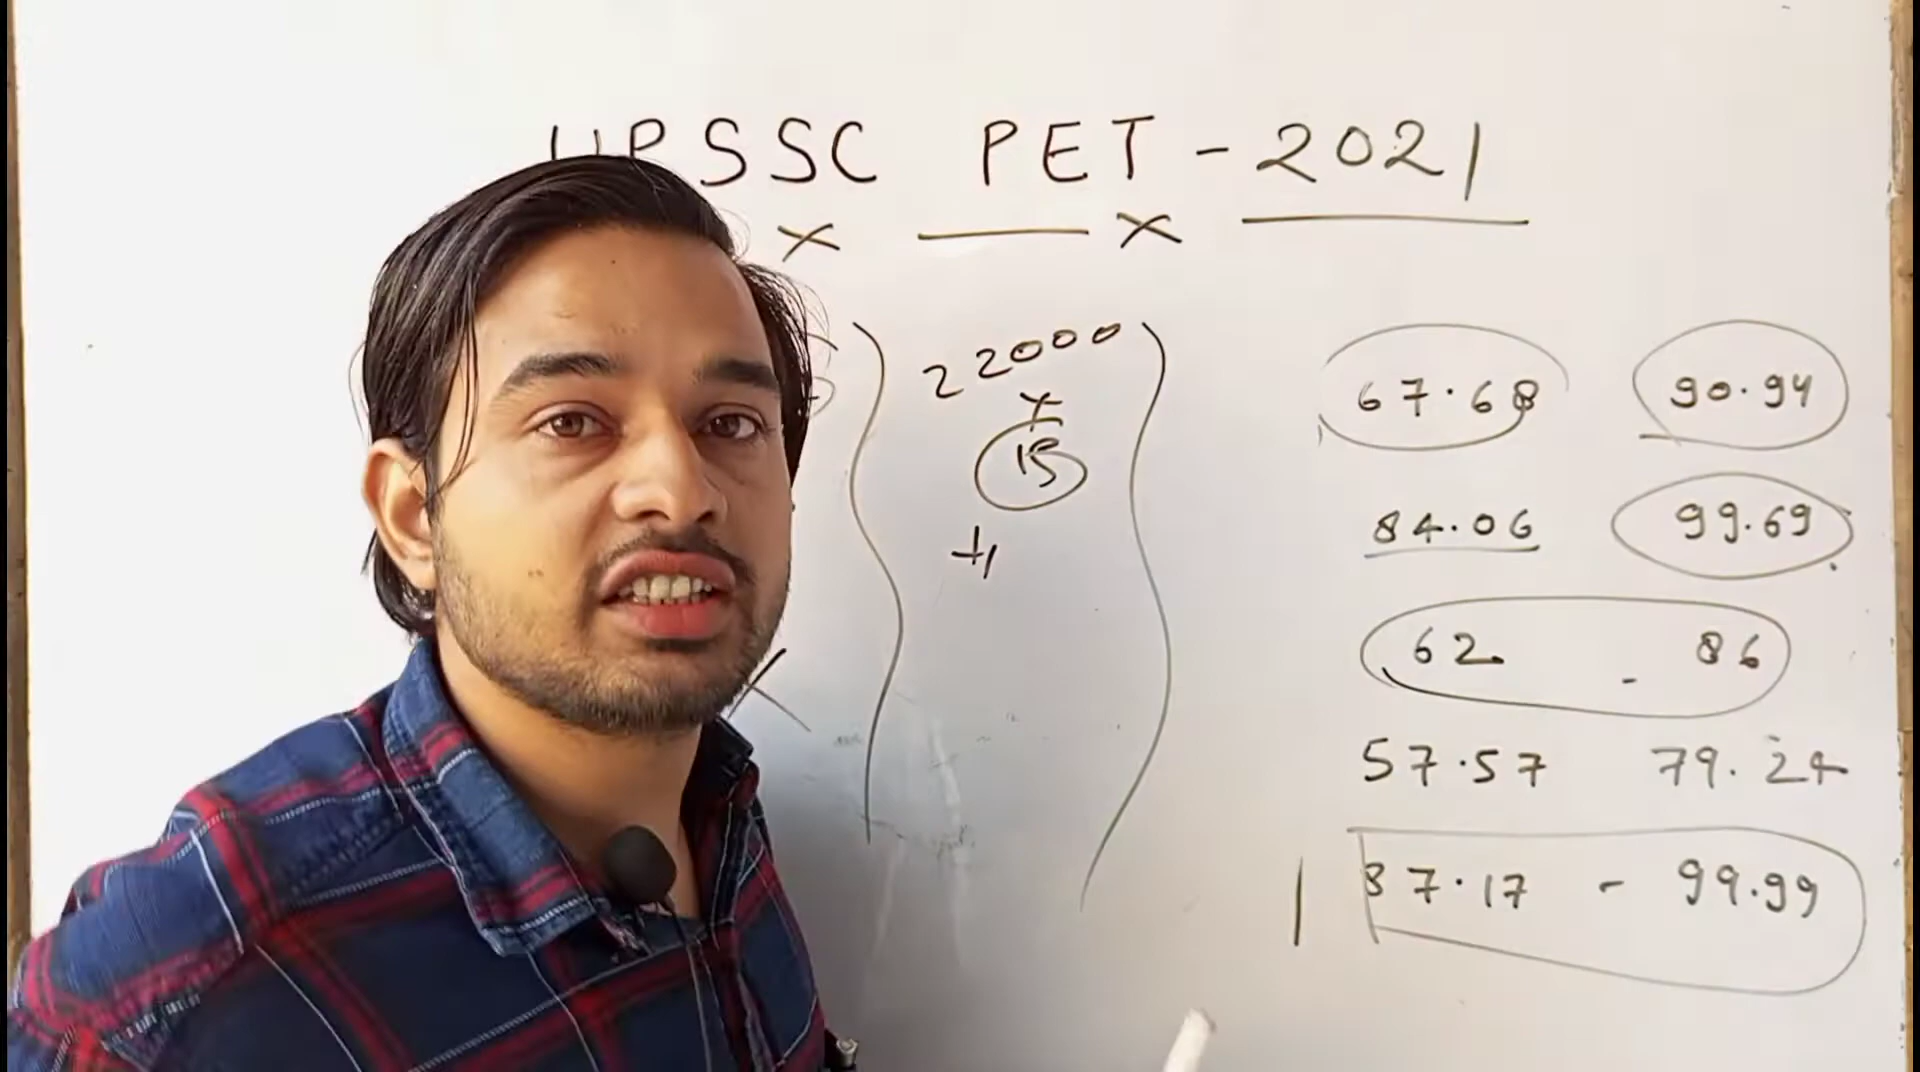 UPSSC PET - 2021
x x
22000
x
15
+1
67.68 90.94
84.06 99.69
62 - 86
57.57 79.24
87.17 - 99.99